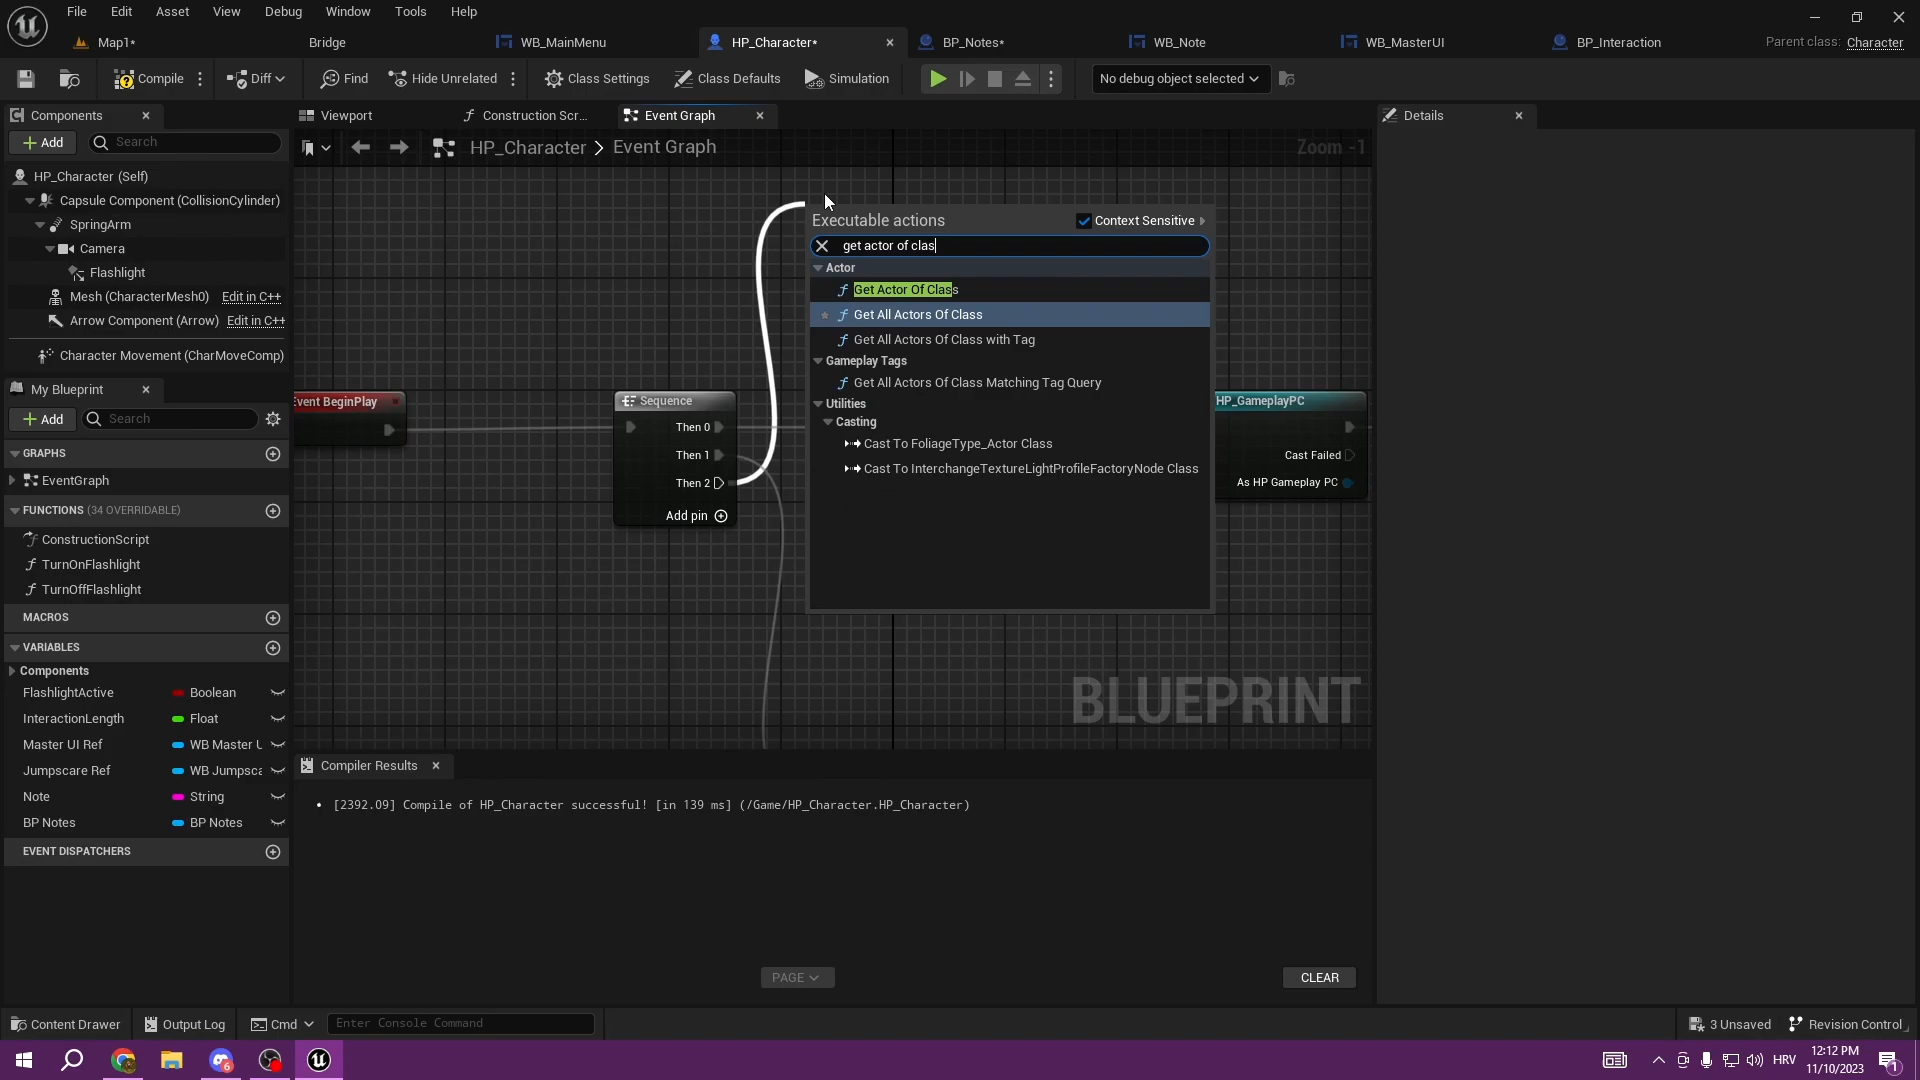 File Edit Asset View Debug Window Tools Help
Map1* Bridge WB_MainMenu HP_Character* BP_Notes* WB_Note WB_MasterUI BP_Interaction Parent class: Character
Compile Diff Find Hide Unrelated Class Settings Class Defaults Simulation No debug object selected
Components
Add Search
HP_Character (Self)
Capsule Component (CollisionCylinder)
SpringArm
Camera
Flashlight
Mesh (CharacterMesh0) Edit in C++
Arrow Component (Arrow) Edit in C++
Character Movement (CharMoveComp)
My Blueprint
Add Search
GRAPHS
EventGraph
FUNCTIONS (34 OVERRIDABLE)
ConstructionScript
TurnOnFlashlight
TurnOffFlashlight
MACROS
VARIABLES
Components
FlashlightActive Boolean
InteractionLength Float
Master UI Ref WB Master U
Jumpscare Ref WB Jumpsca
Note String
BP Notes BP Notes
EVENT DISPATCHERS
Viewport Construction Scr... Event Graph
HP_Character > Event Graph Zoom -1
Event BeginPlay
Sequence
Then 0
Then 1
Then 2
Add pin
Executable actions Context Sensitive
get actor of clas
Actor
Get Actor Of Class
Get All Actors Of Class
Get All Actors Of Class with Tag
Gameplay Tags
Get All Actors Of Class Matching Tag Query
Utilities
Casting
Cast To FoliageType_Actor Class
Cast To InterchangeTextureLightProfileFactoryNode Class
HP_GameplayPC
Cast Failed
As HP Gameplay PC
BLUEPRINT
Compiler Results
• [2392.09] Compile of HP_Character successful! [in 139 ms] (/Game/HP_Character.HP_Character)
PAGE CLEAR
Details
Content Drawer Output Log Cmd Enter Console Command 3 Unsaved Revision Control
6 HRV 12:12 PM
11/10/2023 1